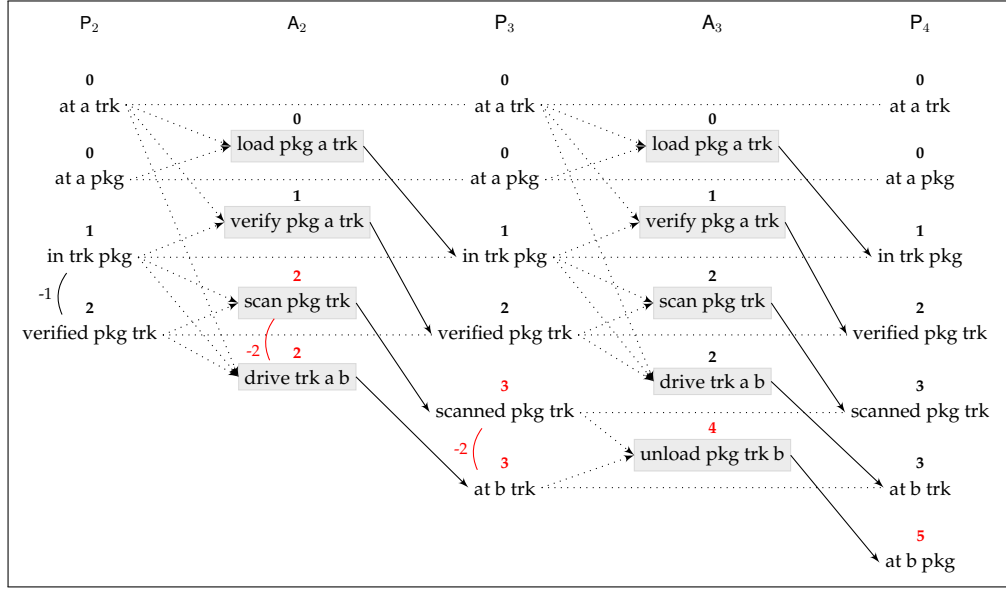 P2 A2 P3 A3 P4
0 0 0
at a trk at a trk at a trk
0 0
load pkg a trk load pkg a trk
0 0 0
at a pkg at a pkg at a pkg
1 1
verify pkg a trk verify pkg a trk
1 1 1
in trk pkg in trk pkg in trk pkg
2 2
-1 scan pkg trk scan pkg trk
2 2 2
verified pkg trk verified pkg trk verified pkg trk
-2 2 2
drive trk a b drive trk a b
3 3
scanned pkg trk scanned pkg trk
4
-2 unload pkg trk b
3 3
at b trk at b trk
5
at b pkg